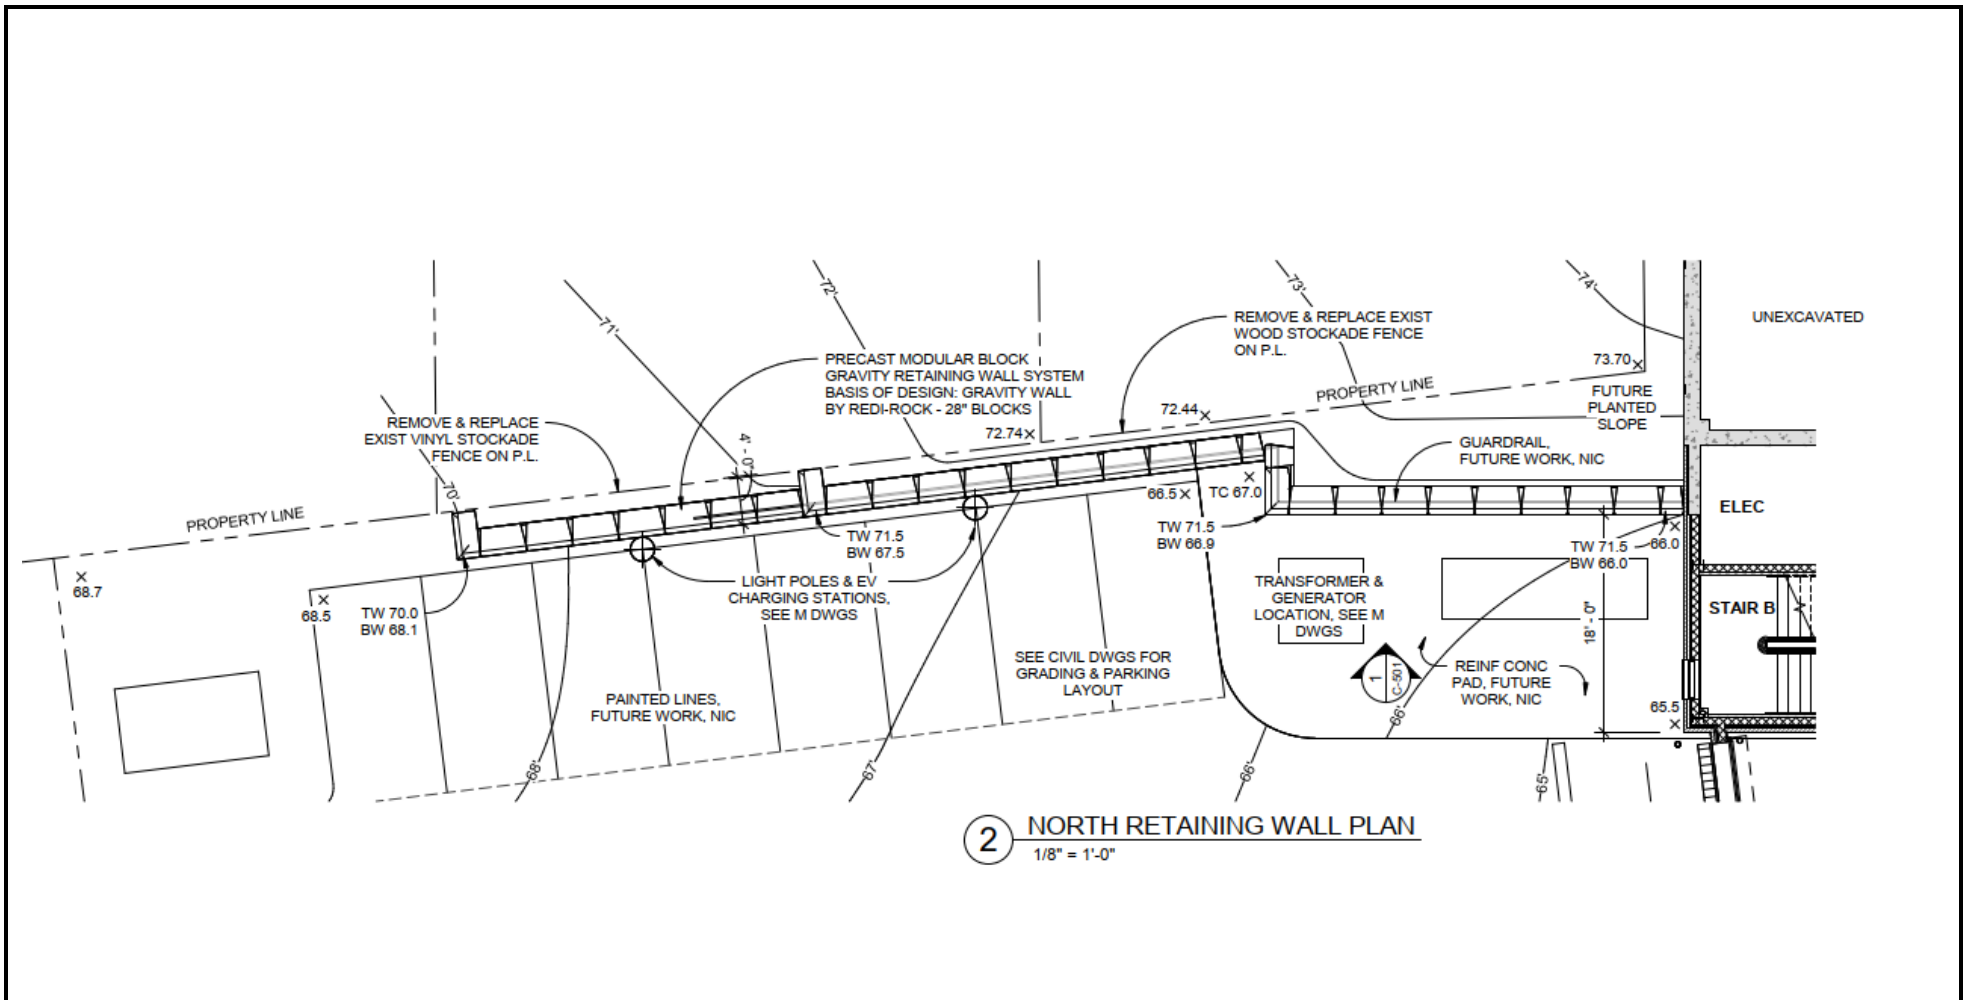 72'
73'
74'
71'
REMOVE & REPLACE EXIST
WOOD STOCKADE FENCE
ON P.L.
UNEXCAVATED
PRECAST MODULAR BLOCK
GRAVITY RETAINING WALL SYSTEM
BASIS OF DESIGN: GRAVITY WALL
BY REDI-ROCK - 28" BLOCKS
73.70
PROPERTY LINE
FUTURE
PLANTED
SLOPE
72.44
REMOVE & REPLACE
EXIST VINYL STOCKADE
FENCE ON P.L.
72.74
4' - 0"
GUARDRAIL,
FUTURE WORK, NIC
70'
66.5
TC 67.0
PROPERTY LINE
ELEC
TW 71.5
BW 67.5
TW 71.5
BW 66.9
TW 71.5
BW 66.0
66.0
68.7
LIGHT POLES & EV
CHARGING STATIONS,
SEE M DWGS
TRANSFORMER &
GENERATOR
LOCATION, SEE M
DWGS
68.5
TW 70.0
BW 68.1
STAIR B
18' - 0"
SEE CIVIL DWGS FOR
GRADING & PARKING
LAYOUT
1
C-501
REINF CONC
PAD, FUTURE
WORK, NIC
PAINTED LINES,
FUTURE WORK, NIC
65.5
66'
68'
67'
66'
65'
2
NORTH RETAINING WALL PLAN
1/8" = 1'-0"